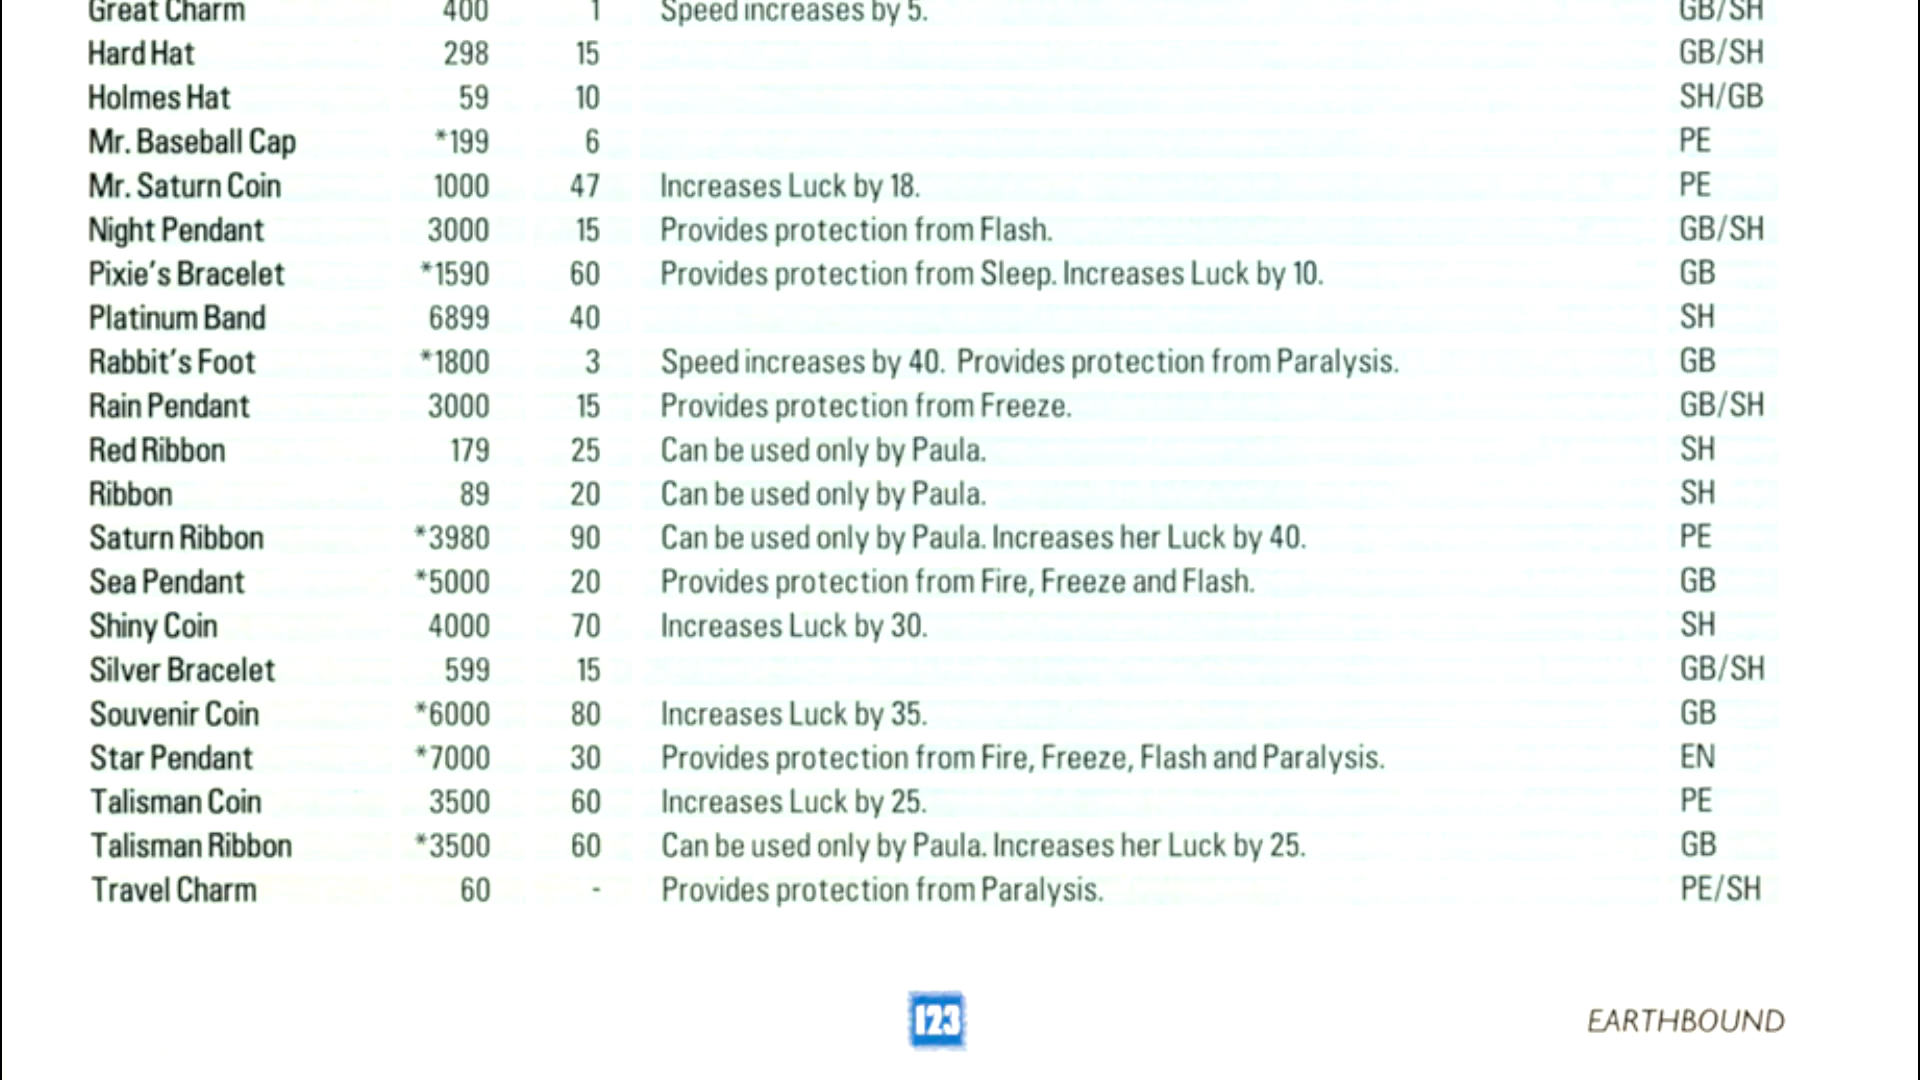 Great Charm 400 1 Speed increases by 5. GB/SH
Hard Hat 298 15 GB/SH
Holmes Hat 59 10 SH/GB
Mr. Baseball Cap *199 6 PE
Mr. Saturn Coin 1000 47 Increases Luck by 18. PE
Night Pendant 3000 15 Provides protection from Flash. GB/SH
Pixie's Bracelet *1590 60 Provides protection from Sleep. Increases Luck by 10. GB
Platinum Band 6899 40 SH
Rabbit's Foot *1800 3 Speed increases by 40. Provides protection from Paralysis. GB
Rain Pendant 3000 15 Provides protection from Freeze. GB/SH
Red Ribbon 179 25 Can be used only by Paula. SH
Ribbon 89 20 Can be used only by Paula. SH
Saturn Ribbon *3980 90 Can be used only by Paula. Increases her Luck by 40. PE
Sea Pendant *5000 20 Provides protection from Fire, Freeze and Flash. GB
Shiny Coin 4000 70 Increases Luck by 30. SH
Silver Bracelet 599 15 GB/SH
Souvenir Coin *6000 80 Increases Luck by 35. GB
Star Pendant *7000 30 Provides protection from Fire, Freeze, Flash and Paralysis. EN
Talisman Coin 3500 60 Increases Luck by 25. PE
Talisman Ribbon *3500 60 Can be used only by Paula. Increases her Luck by 25. GB
Travel Charm 60 - Provides protection from Paralysis. PE/SH
123
EARTHBOUND